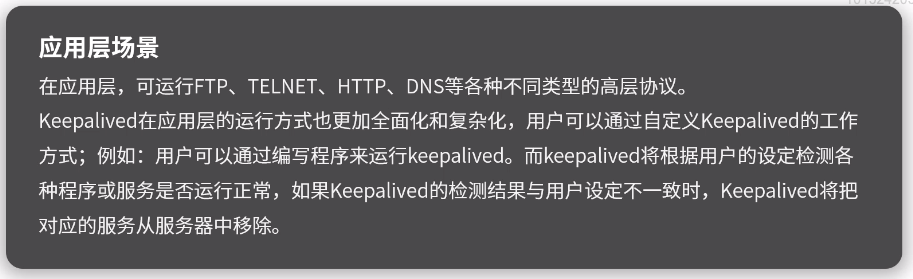 应用层场景
在应用层，可运行FTP、TELNET、HTTP、DNS等各种不同类型的高层协议。
Keepalived在应用层的运行方式也更加全面化和复杂化，用户可以通过自定义Keepalived的工作
方式；例如：用户可以通过编写程序来运行keepalived。而keepalived将根据用户的设定检测各
种程序或服务是否运行正常，如果Keepalived的检测结果与用户设定不一致时，Keepalived将把
对应的服务从服务器中移除。